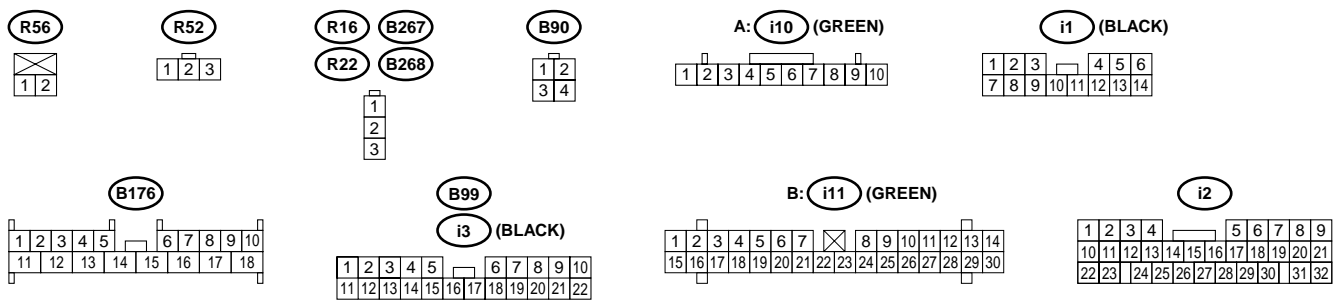 R56 R52 R16 B267 B90 A: i10 (GREEN) i1 (BLACK)
R22 B268
1 2
1 2 3
1
2
3
1 2
3 4
1 2 3 4 5 6 7 8 9 10
1 2 3 4 5 6
7 8 9 10 11 12 13 14
B176 B99 B: i11 (GREEN) i2
i3 (BLACK)
1 2 3 4 5 6 7 8 9 10
11 12 13 14 15 16 17 18
1 2 3 4 5 6 7 8 9 10
11 12 13 14 15 16 17 18 19 20 21 22
1 2 3 4 5 6 7 8 9 10 11 12 13 14
15 16 17 18 19 20 21 22 23 24 25 26 27 28 29 30
1 2 3 4 5 6 7 8 9
10 11 12 13 14 15 16 17 18 19 20 21
22 23 24 25 26 27 28 29 30 31 32